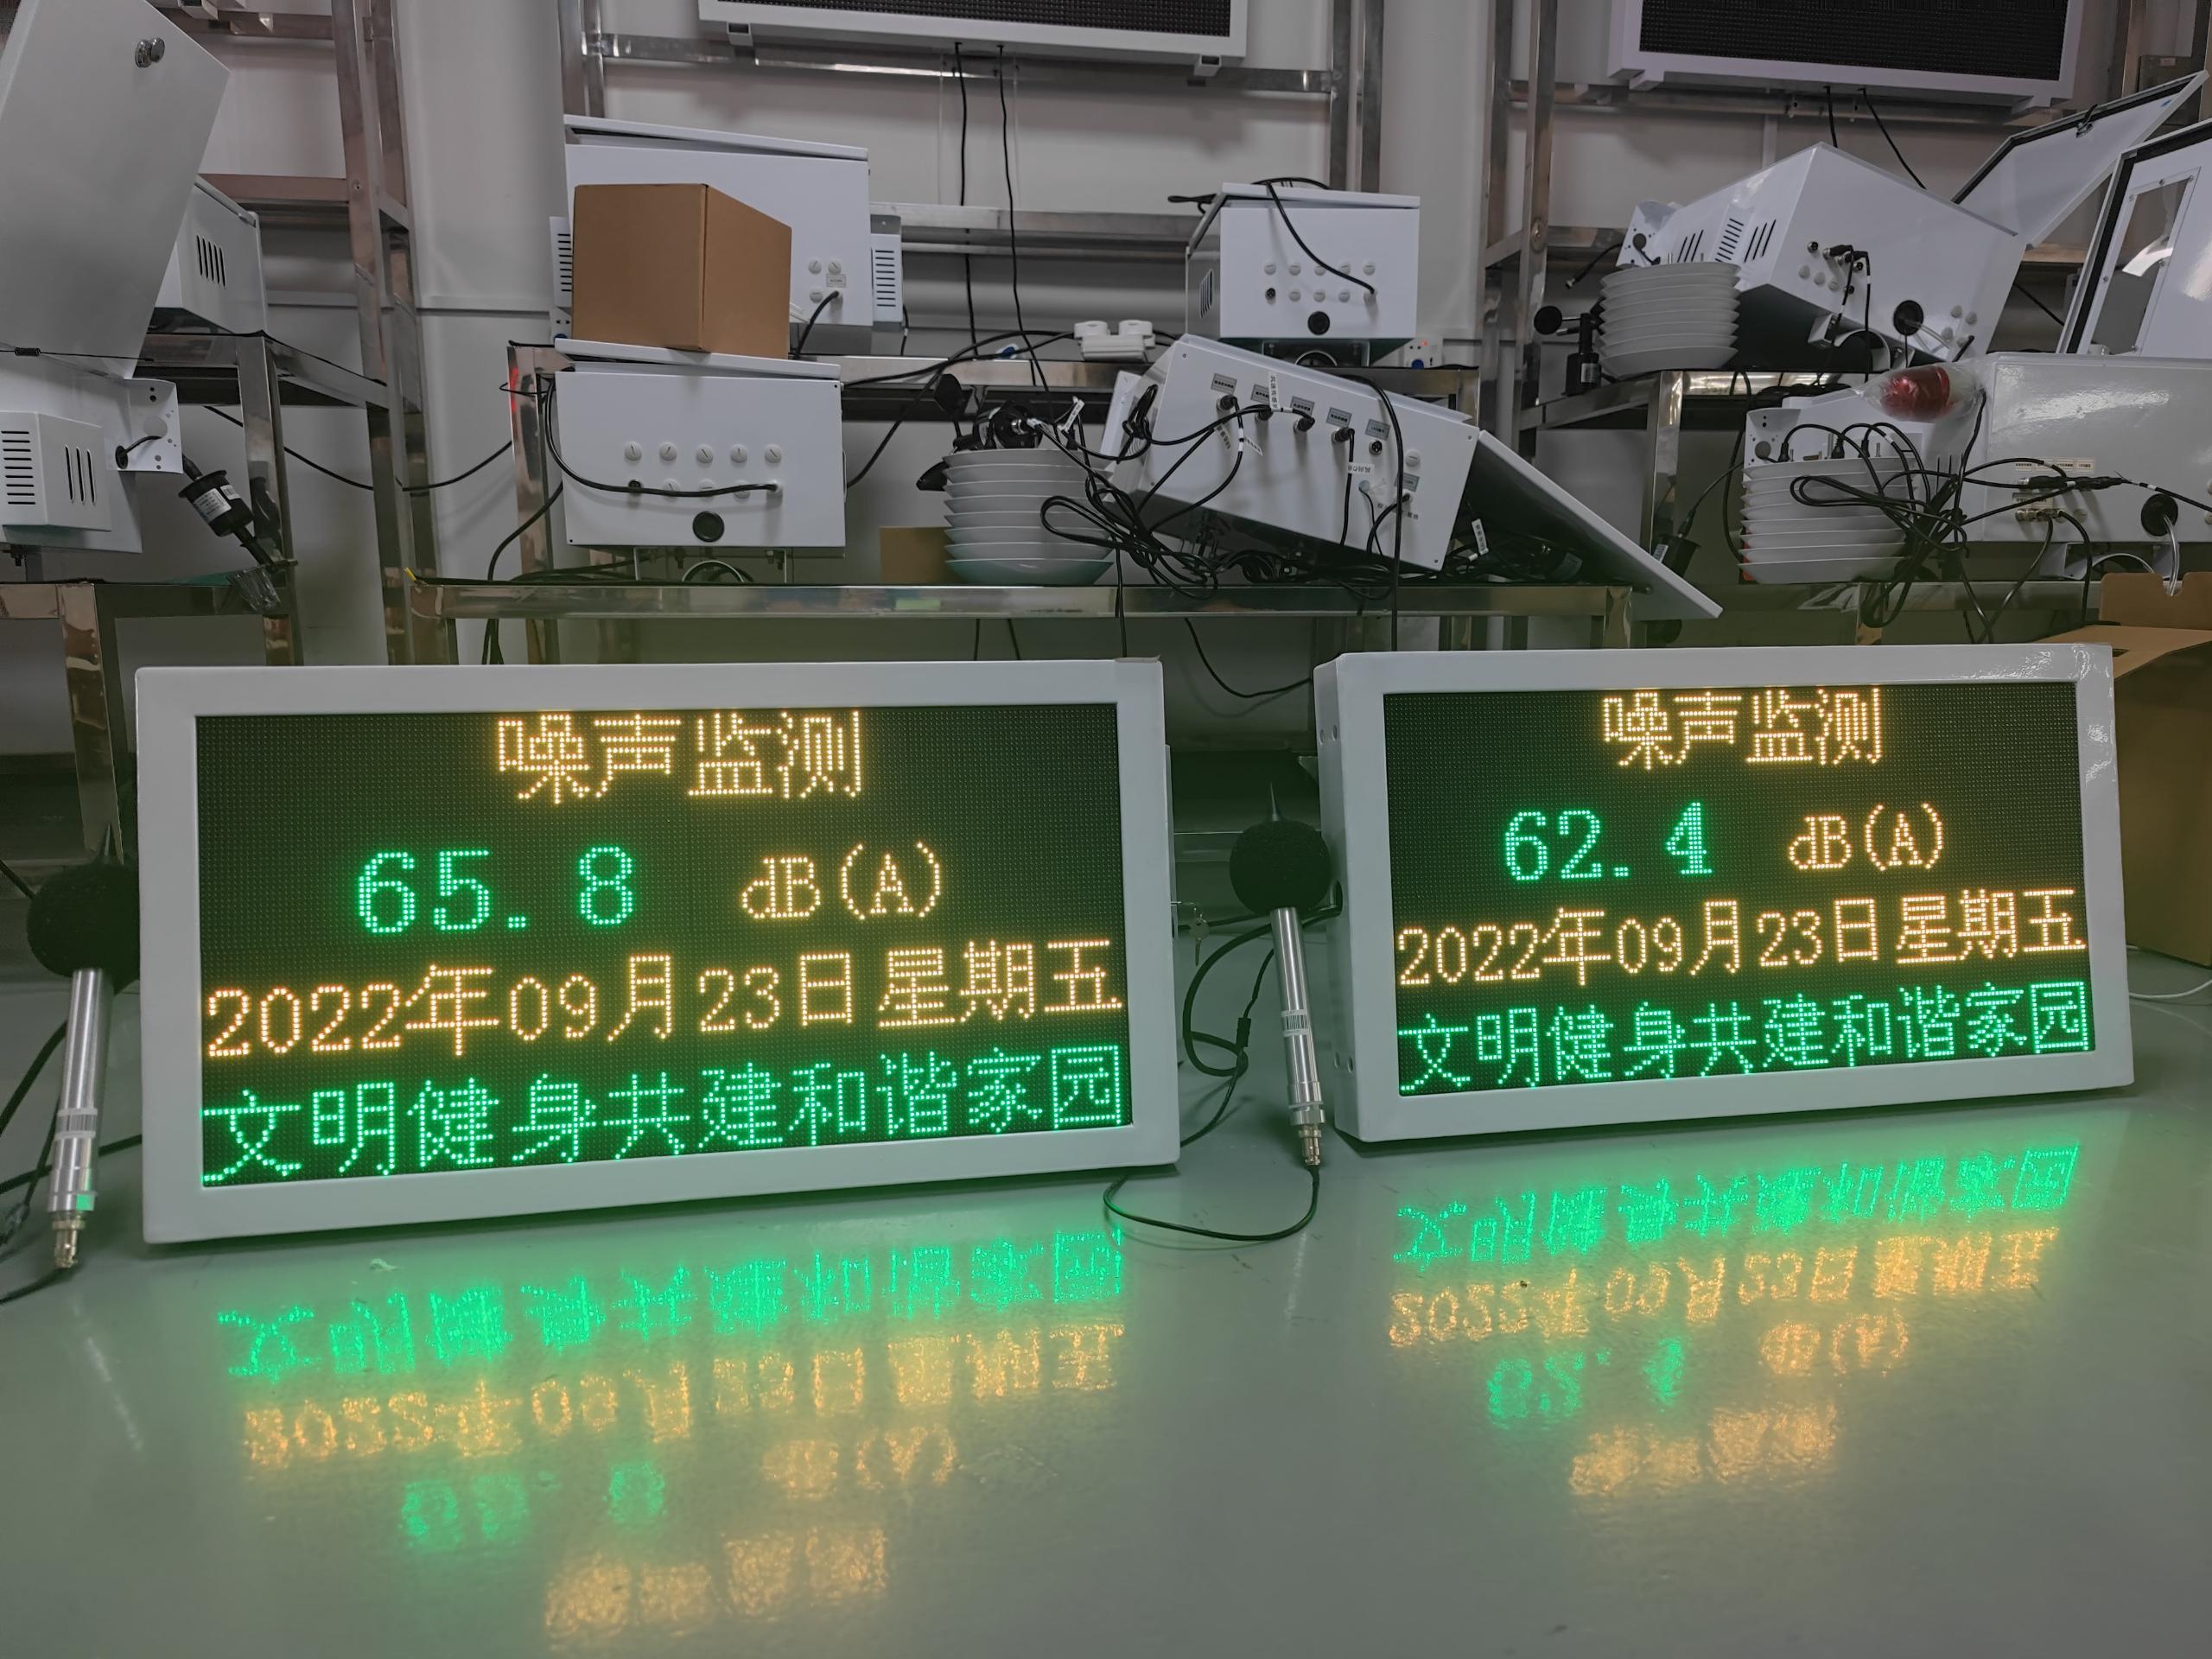 噪声监测
65.8 dB(A)
2022年09月23日星期五
文明健身共建和谐家园
噪声监测
62.4 dB(A)
2022年09月23日星期五
文明健身共建和谐家园